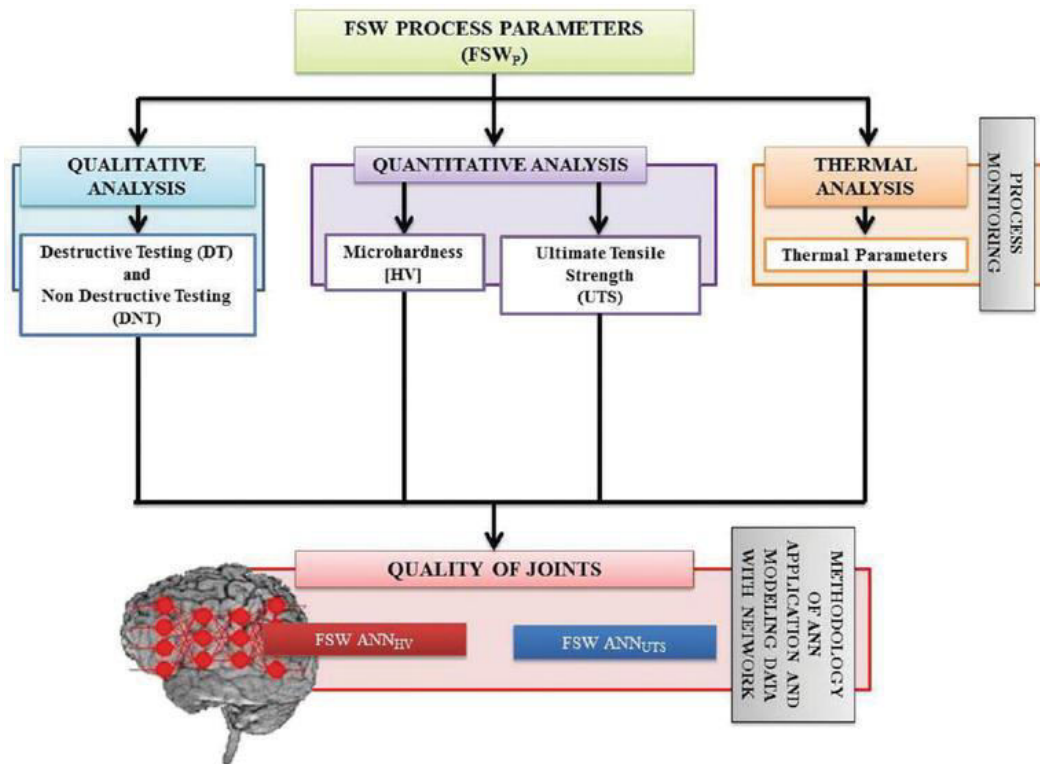 FSW PROCESS PARAMETERS
(FSWP)
QUALITATIVE
ANALYSIS
Destructive Testing (DT)
and
Non Destructive Testing
(DNT)
QUANTITATIVE ANALYSIS
Microhardness
[HV]
Ultimate Tensile
Strength
(UTS)
THERMAL
ANALYSIS
Thermal Parameters
PROCESS
MONITORING
QUALITY OF JOINTS
FSW ANNHV
FSW ANNUTS
METHODOLOGY
OF ANN
APPLICATION AND
MODELING DATA
WITH NETWORK